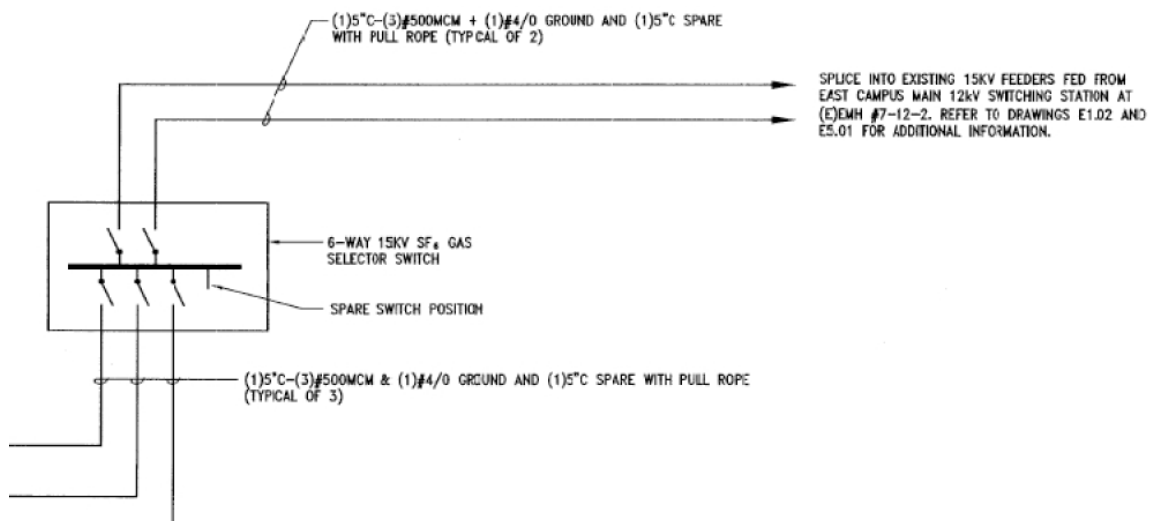 (1)5"C-(3)#500MCM + (1)#4/0 GROUND AND (1)5"C SPARE
WITH PULL ROPE (TYPCAL OF 2)
SPLICE INTO EXISTING 15KV FEEDERS FED FROM
EAST CAMPUS MAIN 12kV SWITCHING STATION AT
(E)EMH #7-12-2. REFER TO DRAWINGS E1.02 AND
E5.01 FOR ADDITIONAL INFORMATION.
6-WAY 15KV SF₆ GAS
SELECTOR SWITCH
SPARE SWITCH POSITION
(1)5"C-(3)#500MCM & (1)#4/0 GROUND AND (1)5"C SPARE WITH PULL ROPE
(TYPICAL OF 3)